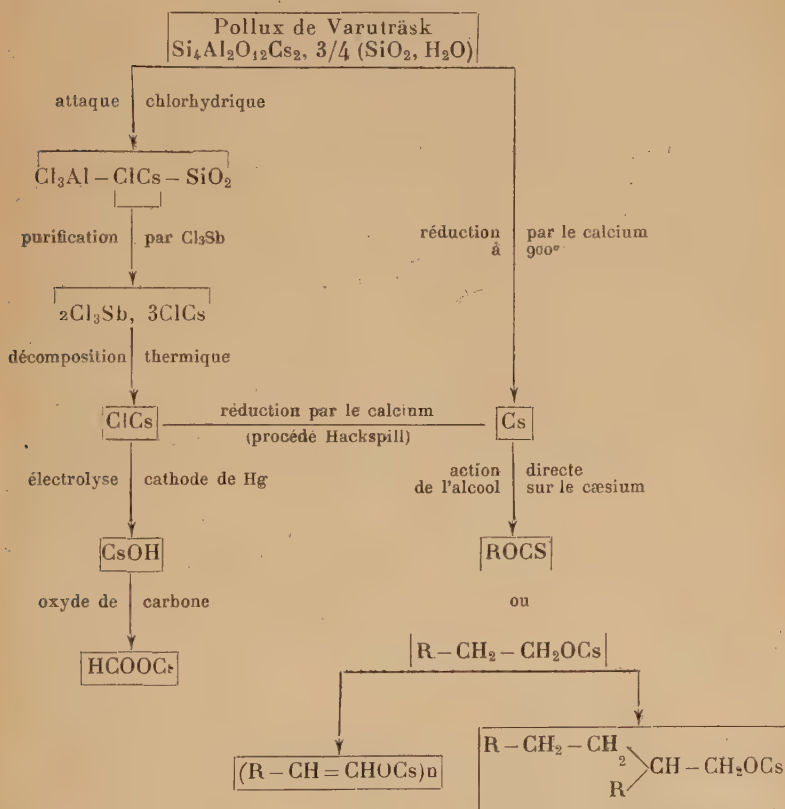 Pollux de Varuträsk
Si₄Al₂O₁₂Cs₂, 3/4 (SiO₂, H₂O)
attaque chlorhydrique
Cl₃Al – ClCs – SiO₂
purification par Cl₃Sb
réduction par le calcium
à 900°
₂Cl₃Sb, 3ClCs
décomposition thermique
ClCs
réduction par le calcium
(procédé Hackspill)
Cs
électrolyse cathode de Hg
action directe
de l'alcool sur le cæsium
CsOH
ROCS
oxyde de carbone
ou
HCOOCs
R – CH₂ – CH₂OCs
(R – CH = CHOCs)n
R – CH₂ – CH₂
CH – CH₂OCs
R